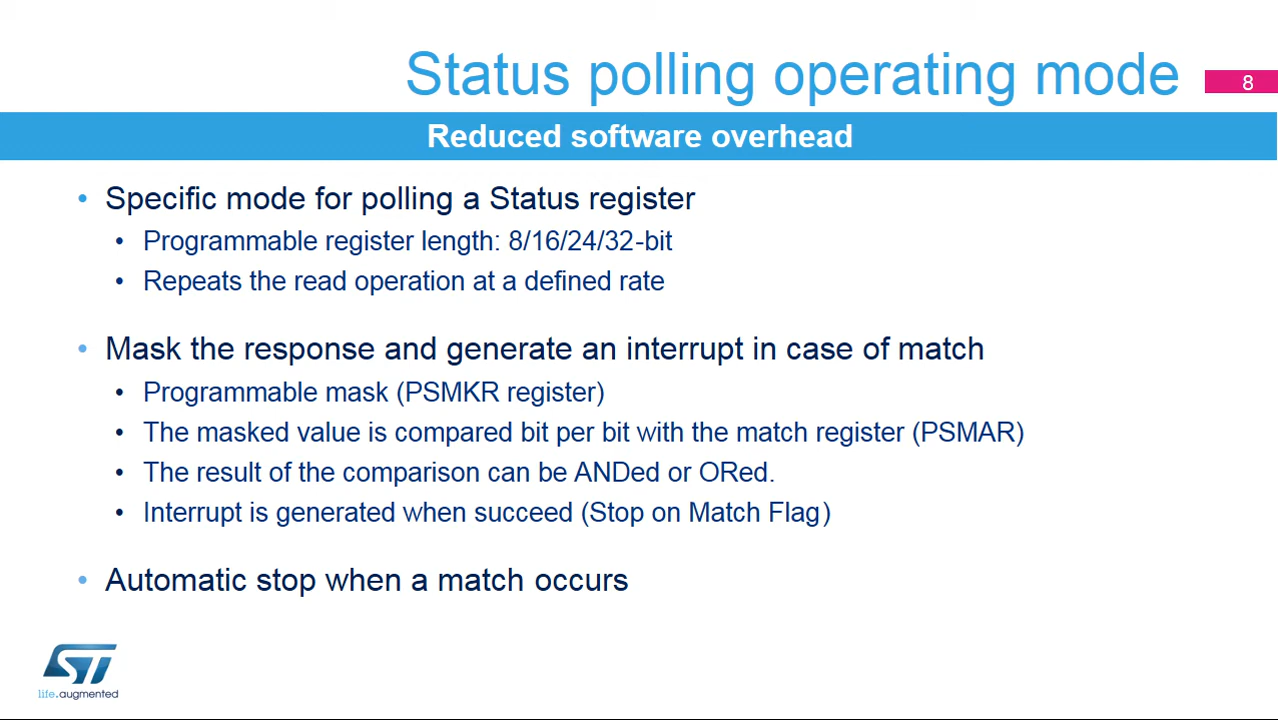 Status polling operating mode
8
Reduced software overhead
• Specific mode for polling a Status register
• Programmable register length: 8/16/24/32-bit
• Repeats the read operation at a defined rate
• Mask the response and generate an interrupt in case of match
• Programmable mask (PSMKR register)
• The masked value is compared bit per bit with the match register (PSMAR)
• The result of the comparison can be ANDed or ORed.
• Interrupt is generated when succeed (Stop on Match Flag)
• Automatic stop when a match occurs
ST
life.augmented